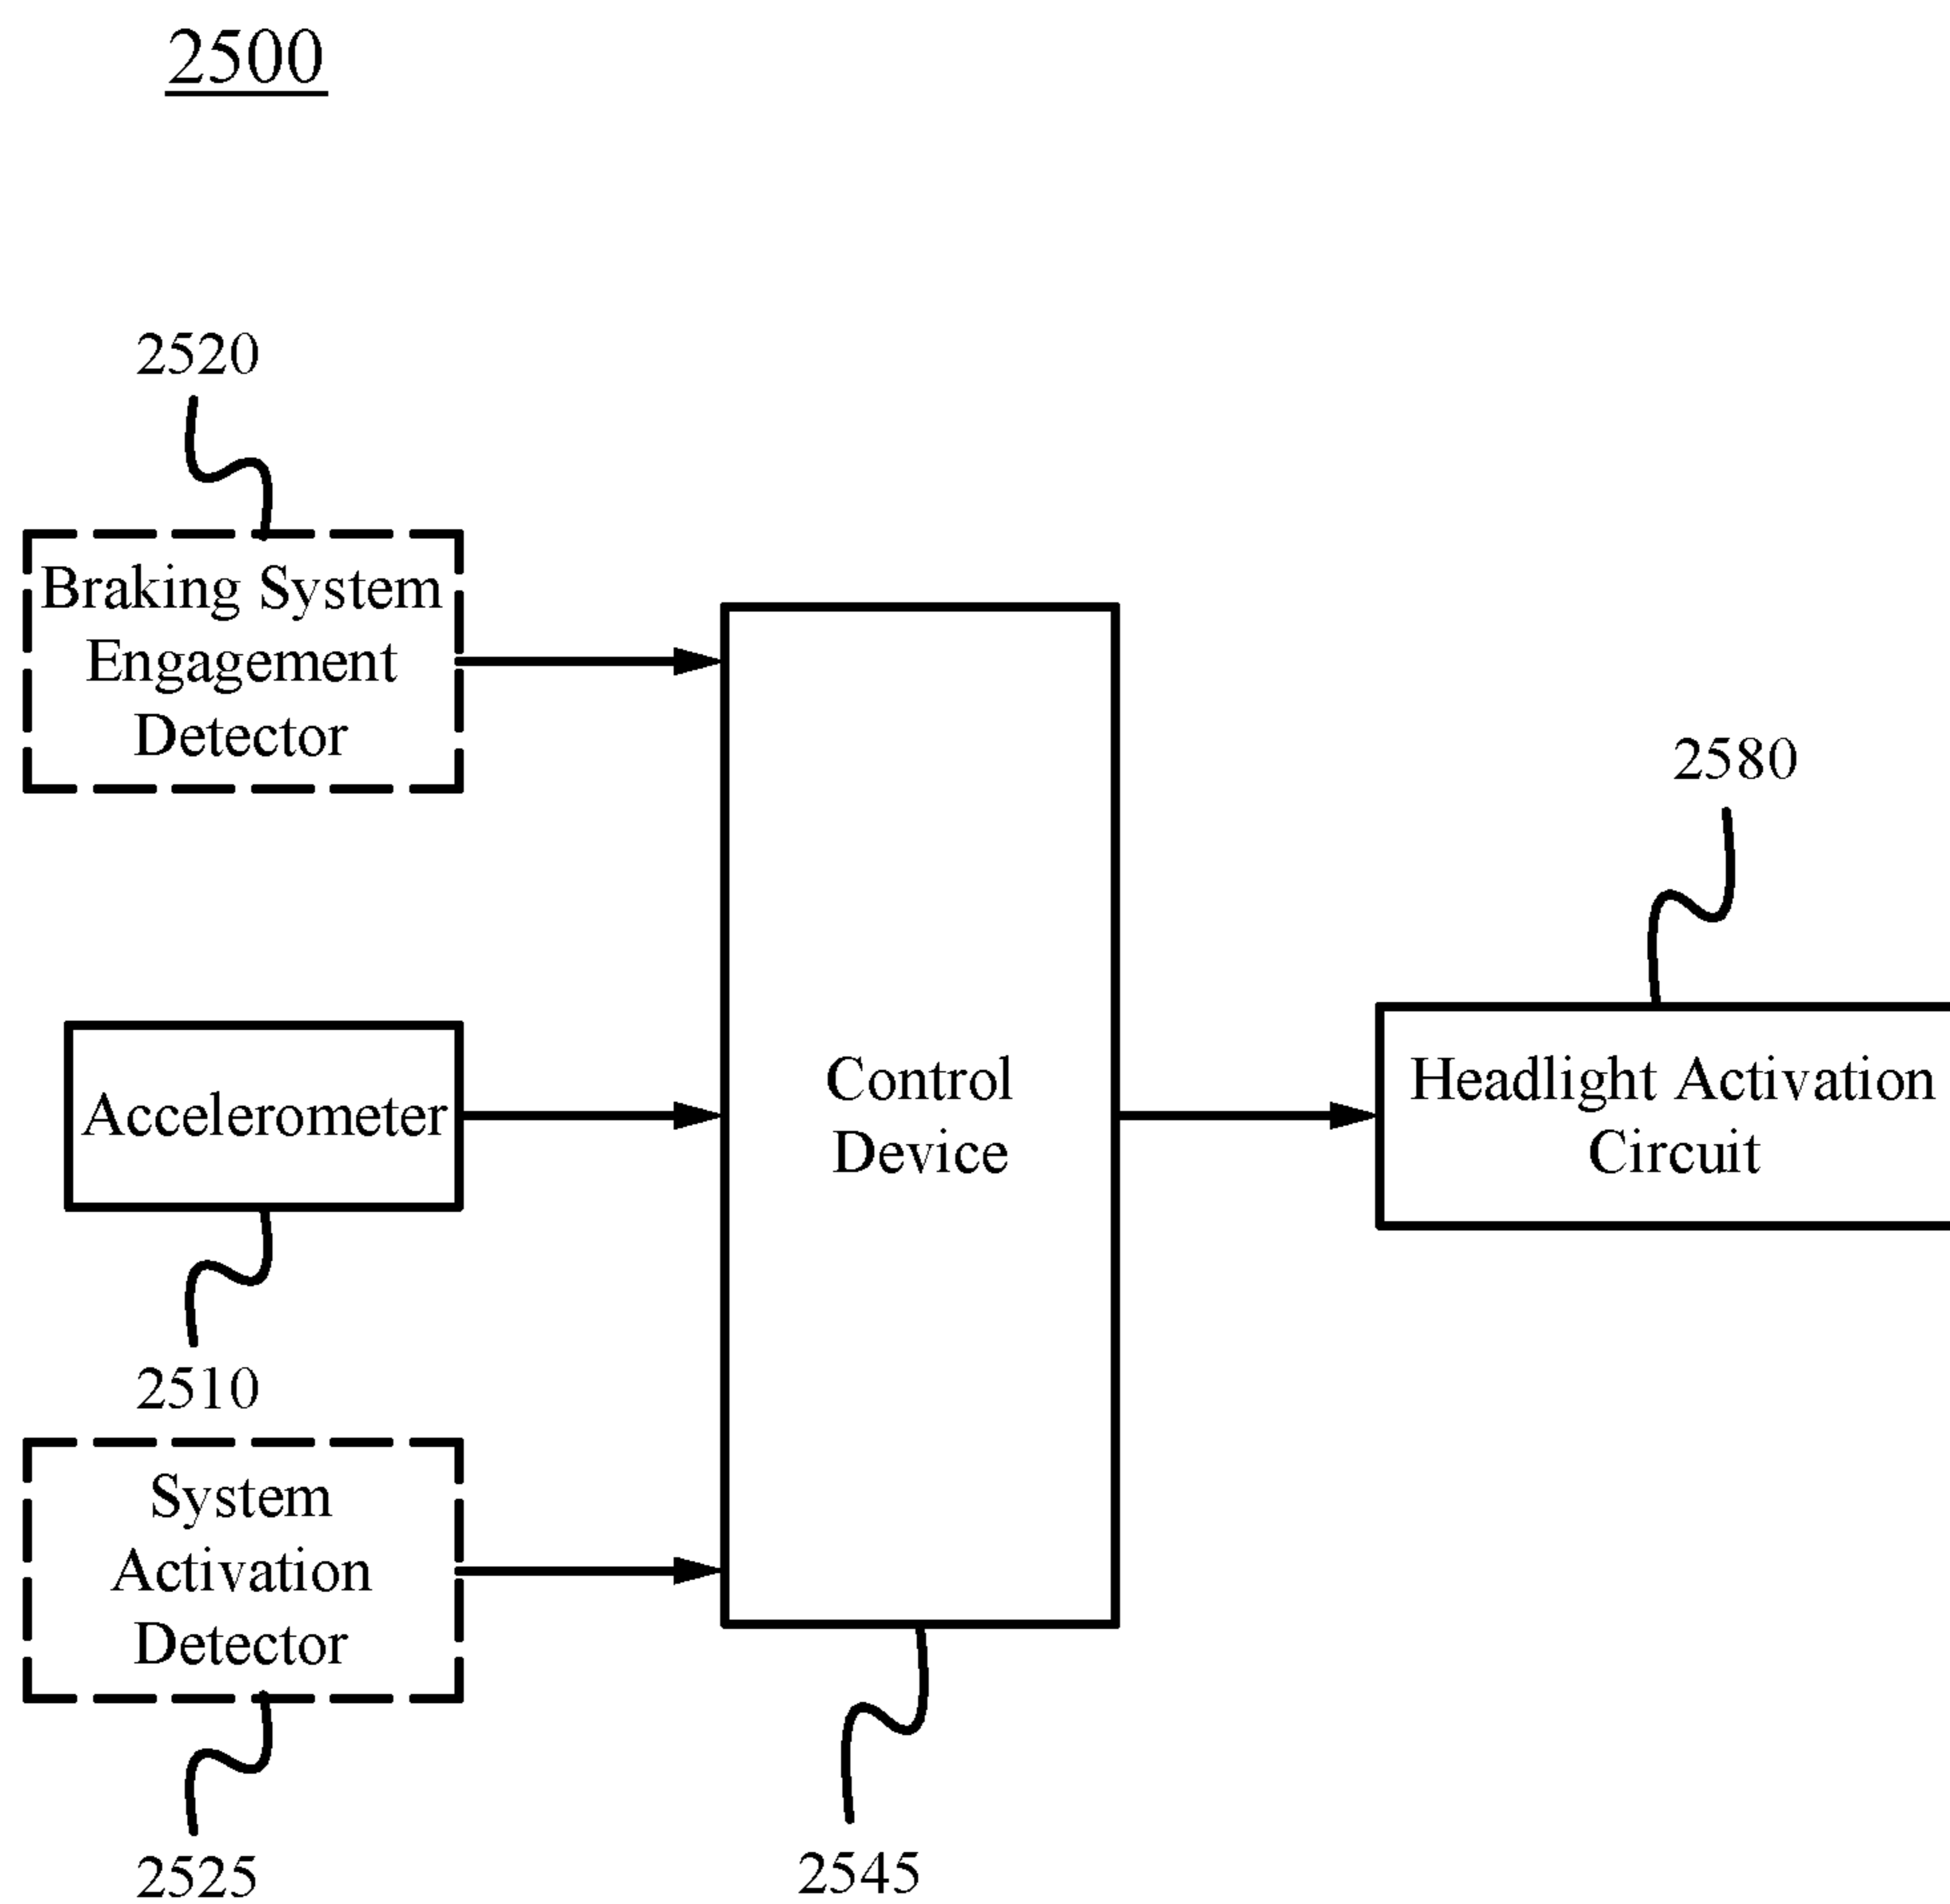 2500
2520
Braking System
Engagement
Detector
2580
Accelerometer
Control
Device
Headlight Activation
Circuit
2510
System
Activation
Detector
2525
2545